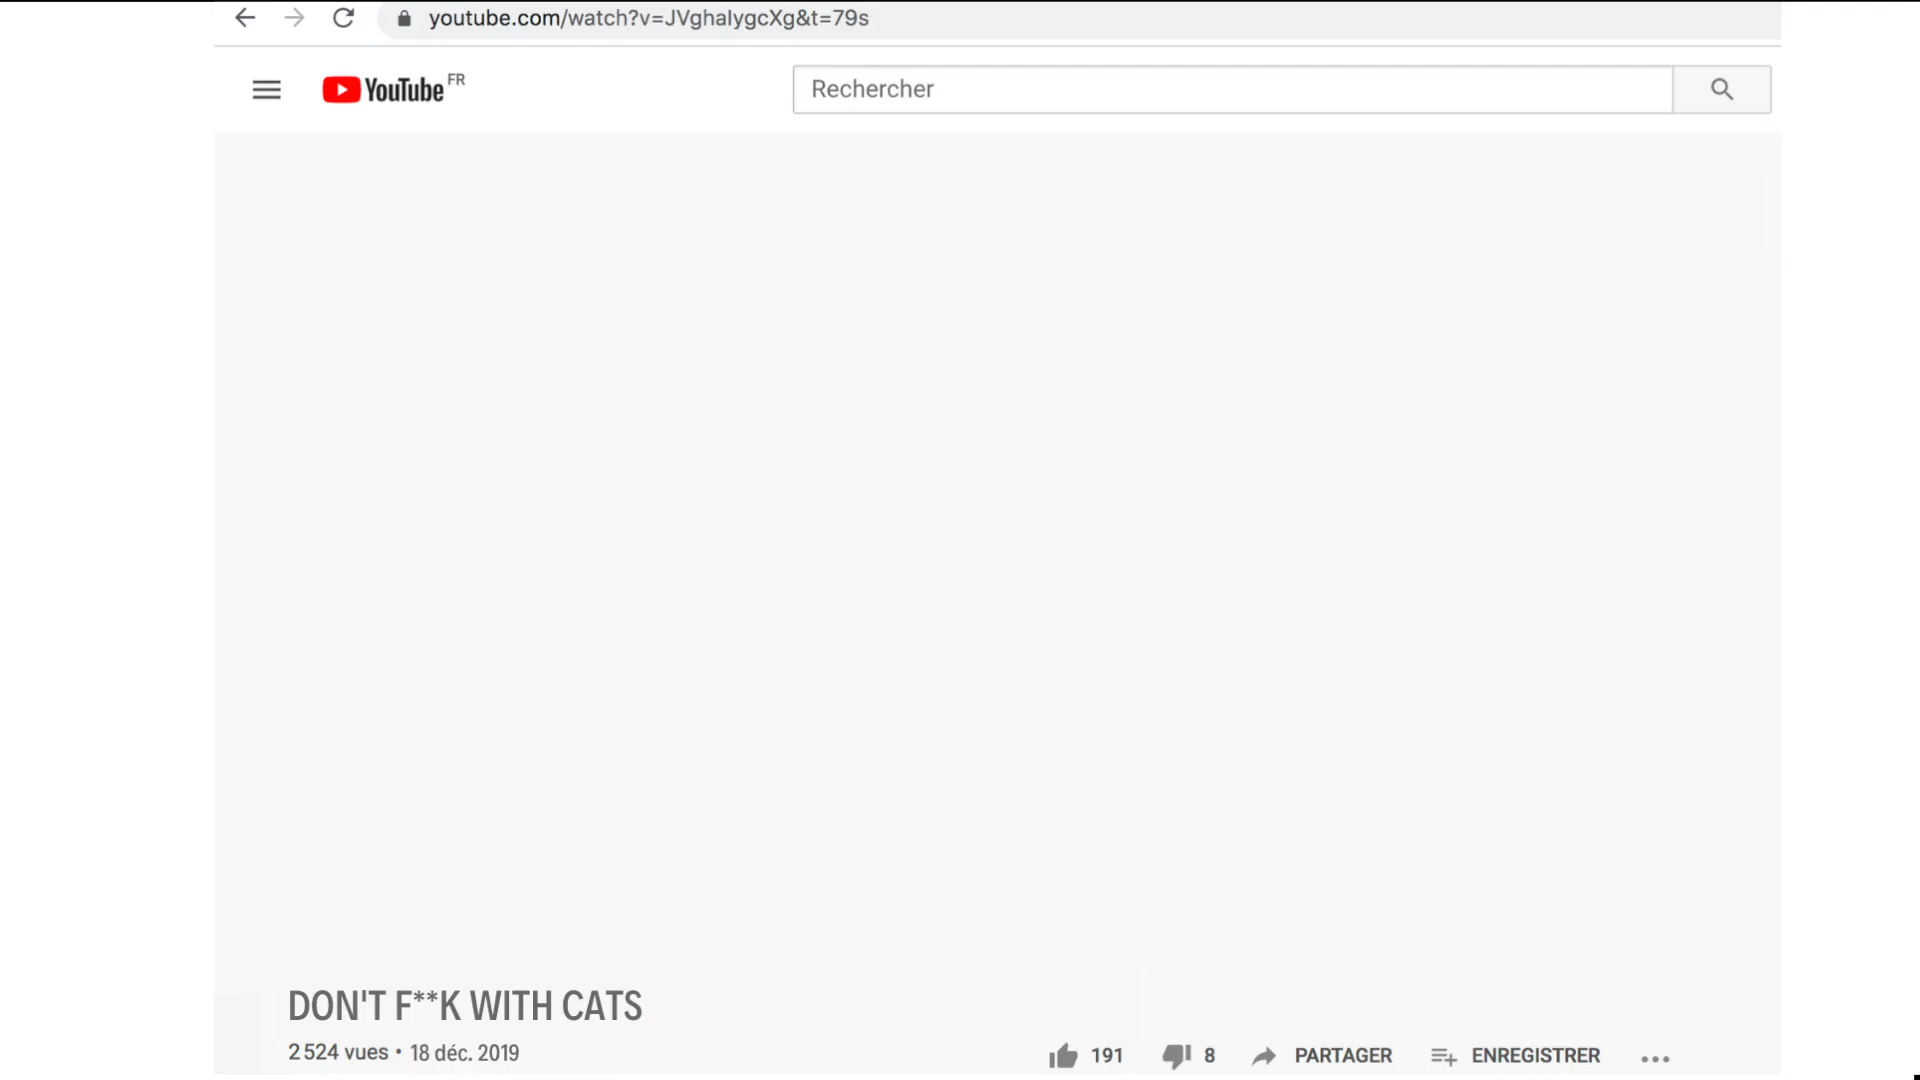 youtube.com/watch?v=JVghaIygcXg&t=79s
YouTube FR
Rechercher
DON'T F**K WITH CATS
2 524 vues • 18 déc. 2019
191 8 PARTAGER ENREGISTRER